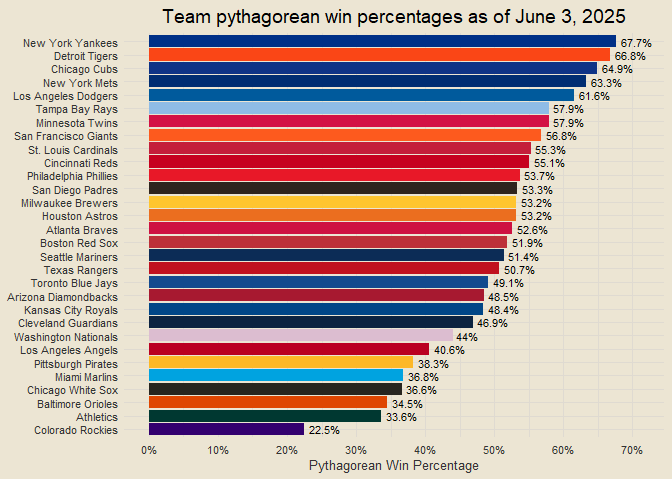 Team pythagorean win percentages as of June 3, 2025
New York Yankees 67.7%
Detroit Tigers 66.8%
Chicago Cubs 64.9%
New York Mets 63.3%
Los Angeles Dodgers 61.6%
Tampa Bay Rays 57.9%
Minnesota Twins 57.9%
San Francisco Giants 56.8%
St. Louis Cardinals 55.3%
Cincinnati Reds 55.1%
Philadelphia Phillies 53.7%
San Diego Padres 53.3%
Milwaukee Brewers 53.2%
Houston Astros 53.2%
Atlanta Braves 52.6%
Boston Red Sox 51.9%
Seattle Mariners 51.4%
Texas Rangers 50.7%
Toronto Blue Jays 49.1%
Arizona Diamondbacks 48.5%
Kansas City Royals 48.4%
Cleveland Guardians 46.9%
Washington Nationals 44%
Los Angeles Angels 40.6%
Pittsburgh Pirates 38.3%
Miami Marlins 36.8%
Chicago White Sox 36.6%
Baltimore Orioles 34.5%
Athletics 33.6%
Colorado Rockies 22.5%
0% 10% 20% 30% 40% 50% 60% 70%
Pythagorean Win Percentage